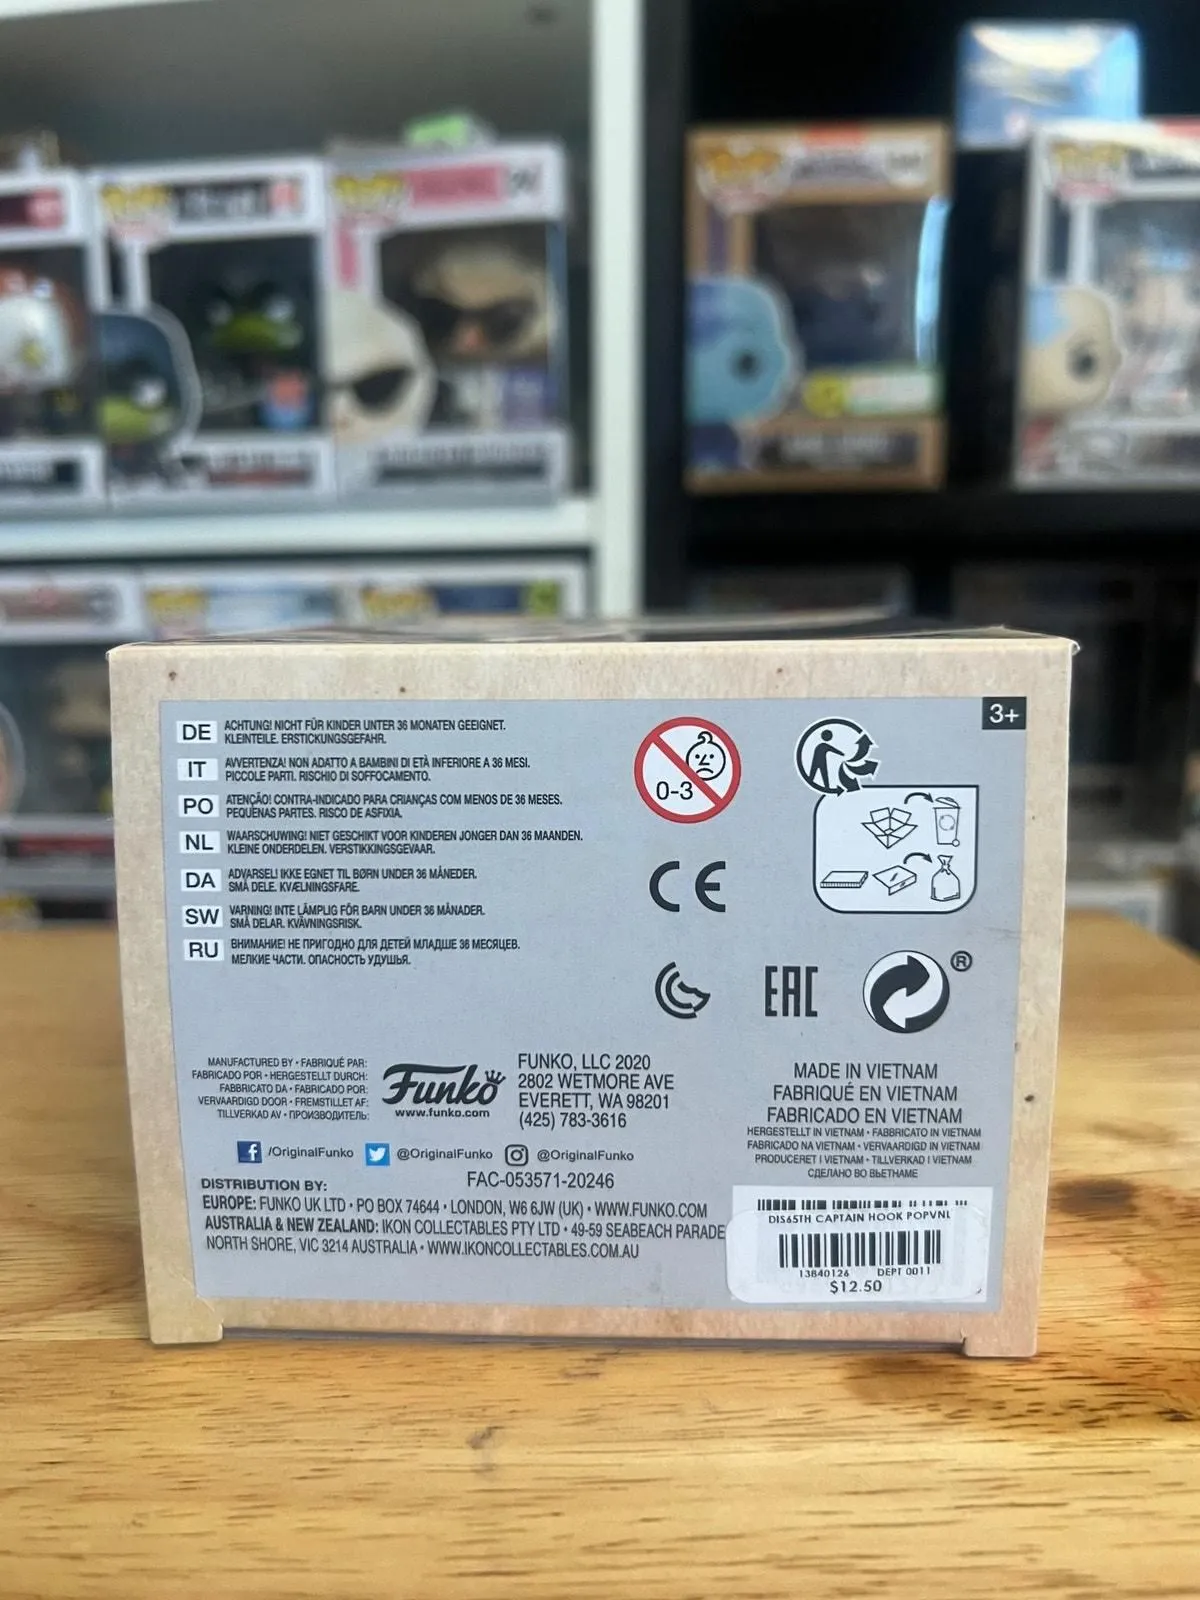 3+
DE ACHTUNG! NICHT FÜR KINDER UNTER 36 MONATEN GEEIGNET.
KLEINTEILE. ERSTICKUNGSGEFAHR.
IT AVVERTENZA! NON ADATTO A BAMBINI DI ETÀ INFERIORE A 36 MESI.
PICCOLE PARTI. RISCHIO DI SOFFOCAMENTO.
PO ATENÇÃO! CONTRA-INDICADO PARA CRIANÇAS COM MENOS DE 36 MESES.
PEQUENAS PARTES. RISCO DE ASFIXIA.
NL WAARSCHUWING! NIET GESCHIKT VOOR KINDEREN JONGER DAN 36 MAANDEN.
KLEINE ONDERDELEN. VERSTIKKINGSGEVAAR.
DA ADVARSEL! IKKE EGNET TIL BØRN UNDER 36 MÅNEDER.
SMÅ DELE. KVÆLNINGSFARE.
SW VARNING! INTE LÄMPLIG FÖR BARN UNDER 36 MÅNADER.
SMÅ DELAR. KVÄVNINGSRISK.
RU ВНИМАНИЕ! НЕ ПРИГОДНО ДЛЯ ДЕТЕЙ МЛАДШЕ 36 МЕСЯЦЕВ.
МЕЛКИЕ ЧАСТИ. ОПАСНОСТЬ УДУШЬЯ.
0-3
CE
EAC
®
MANUFACTURED BY • FABRIQUÉ PAR:
FABRICADO POR • HERGESTELLT DURCH:
FABBRICATO DA • FABRICADO POR:
VERVAARDIGD DOOR • FREMSTILLET AF:
TILLVERKAD AV • ПРОИЗВОДИТЕЛЬ:
Funko
www.funko.com
FUNKO, LLC 2020
2802 WETMORE AVE
EVERETT, WA 98201
(425) 783-3616
/OriginalFunko @OriginalFunko @OriginalFunko
FAC-053571-20246
DISTRIBUTION BY:
EUROPE: FUNKO UK LTD • PO BOX 74644 • LONDON, W6 6JW (UK) • WWW.FUNKO.COM
AUSTRALIA & NEW ZEALAND: IKON COLLECTABLES PTY LTD • 49-59 SEABEACH PARADE
NORTH SHORE, VIC 3214 AUSTRALIA • WWW.IKONCOLLECTABLES.COM.AU
MADE IN VIETNAM
FABRIQUÉ EN VIETNAM
FABRICADO EN VIETNAM
HERGESTELLT IN VIETNAM • FABBRICATO IN VIETNAM
FABRICADO NA VIETNAM • VERVAARDIGD IN VIETNAM
PRODUCERET I VIETNAM • TILLVERKAD I VIETNAM
СДЕЛАНО ВО ВЬЕТНАМЕ
DIS65TH CAPTAIN HOOK POPVNL
13840126 DEPT 0011
$12.50